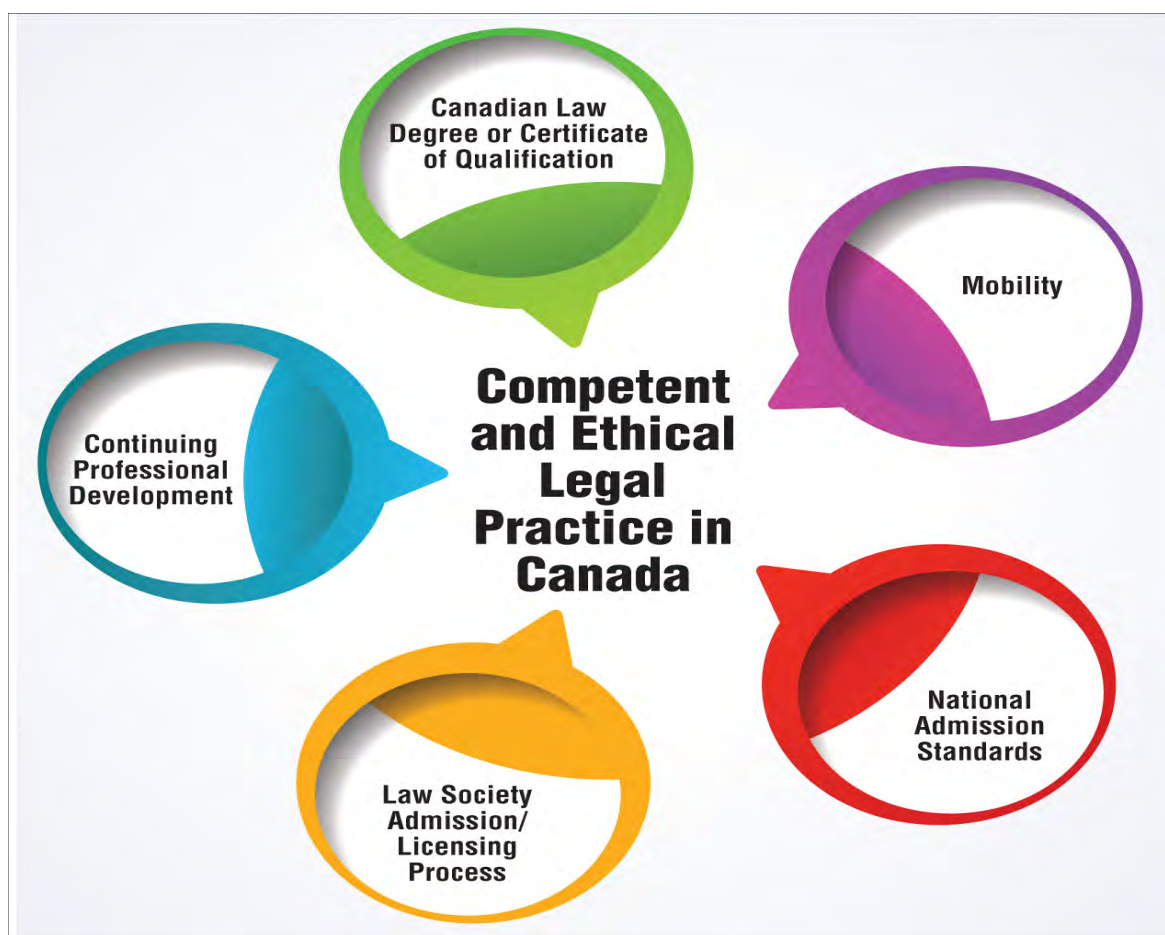 Canadian Law
Degree or Certificate
of Qualification
Mobility
Competent
and Ethical
Legal
Practice in
Canada
Continuing
Professional
Development
National
Admission
Standards
Law Society
Admission/
Licensing
Process